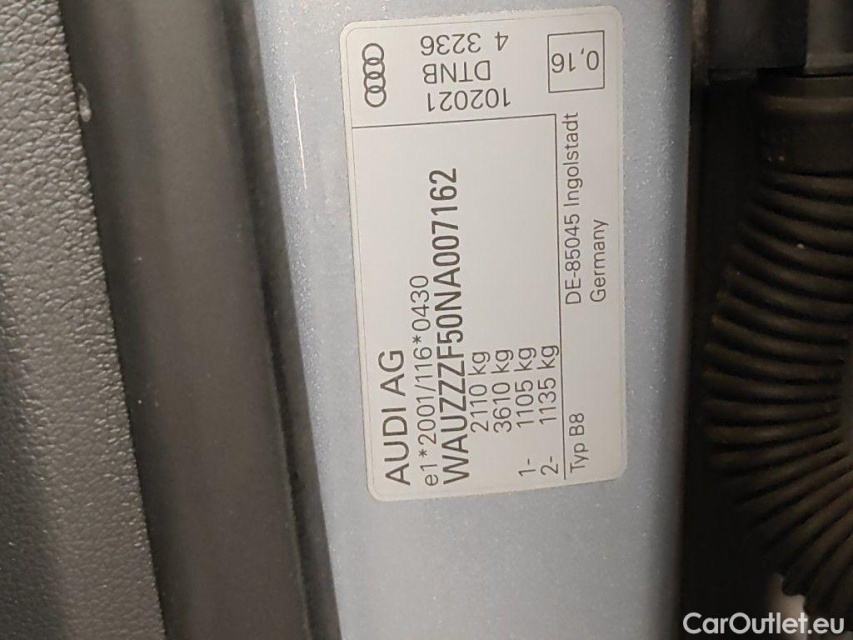 AUDI AG
e1*2001/116*0430
WAUZZZF50NA007162
2110 kg
3610 kg
1- 1105 kg
2- 1135 kg
Typ B8
DE-85045 Ingolstadt
Germany
102021
DTNB
4 3236
0,16
CarOutlet.eu